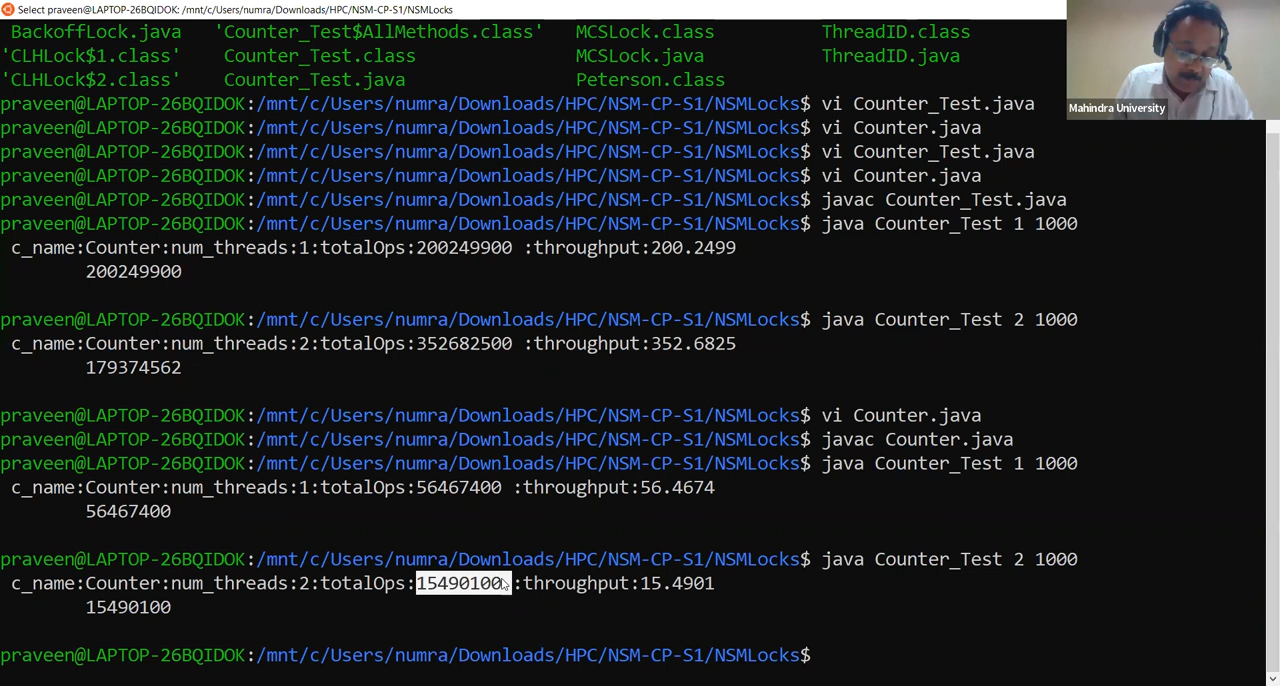 Select praveen@LAPTOP-26BQIDOK: /mnt/c/Users/numra/Downloads/HPC/NSM-CP-S1/NSMLocks
BackoffLock.java 'Counter_Test$AllMethods.class' MCSLock.class ThreadID.class
'CLHLock$1.class' Counter_Test.class MCSLock.java ThreadID.java
'CLHLock$2.class' Counter_Test.java Peterson.class
praveen@LAPTOP-26BQIDOK:/mnt/c/Users/numra/Downloads/HPC/NSM-CP-S1/NSMLocks$ vi Counter_Test.java
Mahindra University
praveen@LAPTOP-26BQIDOK:/mnt/c/Users/numra/Downloads/HPC/NSM-CP-S1/NSMLocks$ vi Counter.java
praveen@LAPTOP-26BQIDOK:/mnt/c/Users/numra/Downloads/HPC/NSM-CP-S1/NSMLocks$ vi Counter_Test.java
praveen@LAPTOP-26BQIDOK:/mnt/c/Users/numra/Downloads/HPC/NSM-CP-S1/NSMLocks$ vi Counter.java
praveen@LAPTOP-26BQIDOK:/mnt/c/Users/numra/Downloads/HPC/NSM-CP-S1/NSMLocks$ javac Counter_Test.java
praveen@LAPTOP-26BQIDOK:/mnt/c/Users/numra/Downloads/HPC/NSM-CP-S1/NSMLocks$ java Counter_Test 1 1000
c_name:Counter:num_threads:1:totalOps:200249900 :throughput:200.2499
200249900
praveen@LAPTOP-26BQIDOK:/mnt/c/Users/numra/Downloads/HPC/NSM-CP-S1/NSMLocks$ java Counter_Test 2 1000
c_name:Counter:num_threads:2:totalOps:352682500 :throughput:352.6825
179374562
praveen@LAPTOP-26BQIDOK:/mnt/c/Users/numra/Downloads/HPC/NSM-CP-S1/NSMLocks$ vi Counter.java
praveen@LAPTOP-26BQIDOK:/mnt/c/Users/numra/Downloads/HPC/NSM-CP-S1/NSMLocks$ javac Counter.java
praveen@LAPTOP-26BQIDOK:/mnt/c/Users/numra/Downloads/HPC/NSM-CP-S1/NSMLocks$ java Counter_Test 1 1000
c_name:Counter:num_threads:1:totalOps:56467400 :throughput:56.4674
56467400
praveen@LAPTOP-26BQIDOK:/mnt/c/Users/numra/Downloads/HPC/NSM-CP-S1/NSMLocks$ java Counter_Test 2 1000
c_name:Counter:num_threads:2:totalOps:15490100 :throughput:15.4901
15490100
praveen@LAPTOP-26BQIDOK:/mnt/c/Users/numra/Downloads/HPC/NSM-CP-S1/NSMLocks$